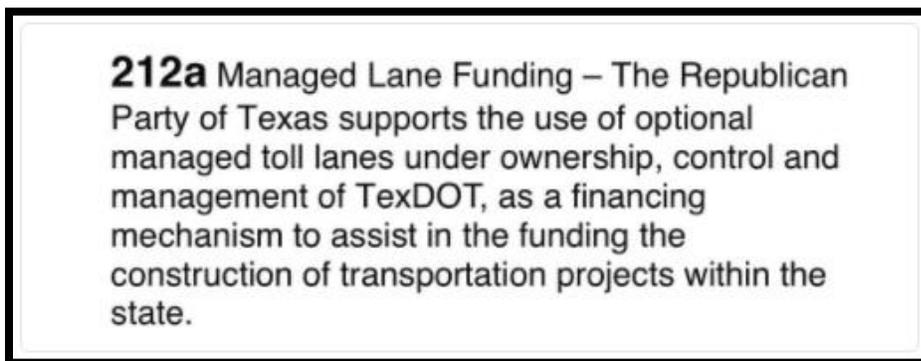 212a Managed Lane Funding – The Republican
Party of Texas supports the use of optional
managed toll lanes under ownership, control and
management of TexDOT, as a financing
mechanism to assist in the funding the
construction of transportation projects within the
state.